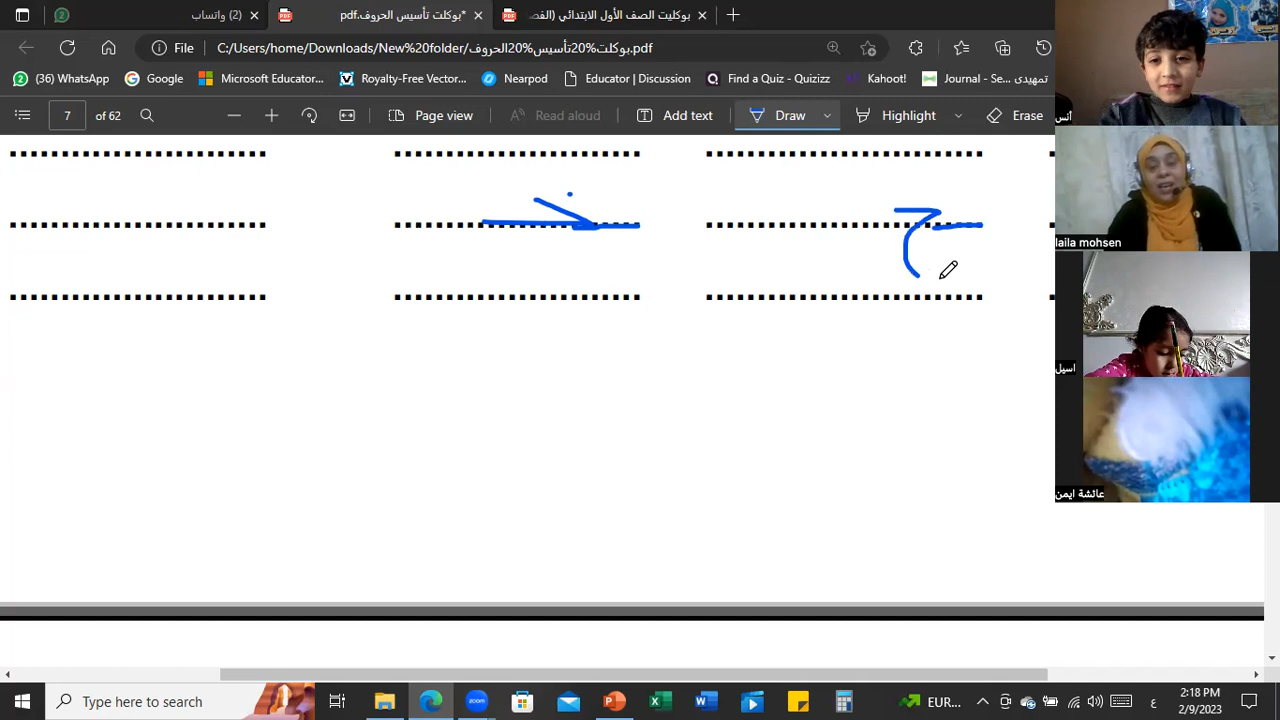 (2) واتساب
بوكلت تأسيس الحروف.pdf*
بوكليت الصف الأول الابتدائي (الفص
File C:/Users/home/Downloads/New%20folder/بوكلت%20تأسيس%20الحروف.pdf
(36) WhatsApp Google Microsoft Educator... Royalty-Free Vector... Nearpod Educator | Discussion Find a Quiz - Quizizz Kahoot! Journal - Se... تمهيدى
7 of 62 Page view Read aloud Add text Draw Highlight Erase
أنس
laila mohsen
اسيل
عائشة ايمن
Type here to search
EUR...
ع
2:18 PM
2/9/2023